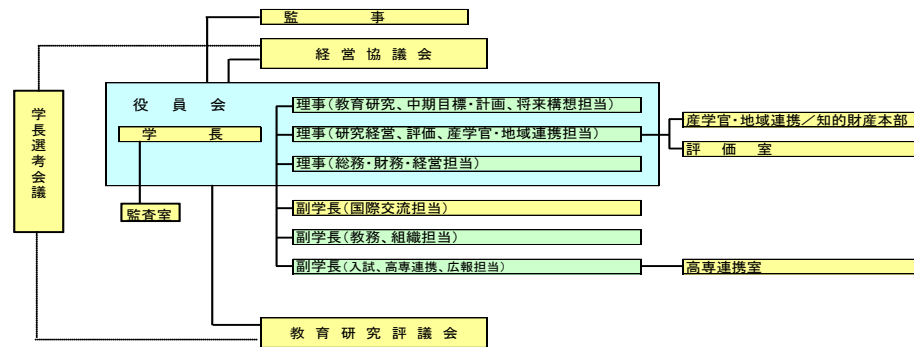 監事
経営協議会
学長選考会議
役員会
学長
監査室
理事(教育研究、中期目標・計画、将来構想担当)
理事(研究経営、評価、産学官・地域連携担当)
理事(総務・財務・経営担当)
副学長(国際交流担当)
副学長(教務、組織担当)
副学長(入試、高専連携、広報担当)
産学官・地域連携/知的財産本部
評価室
高専連携室
教育研究評議会